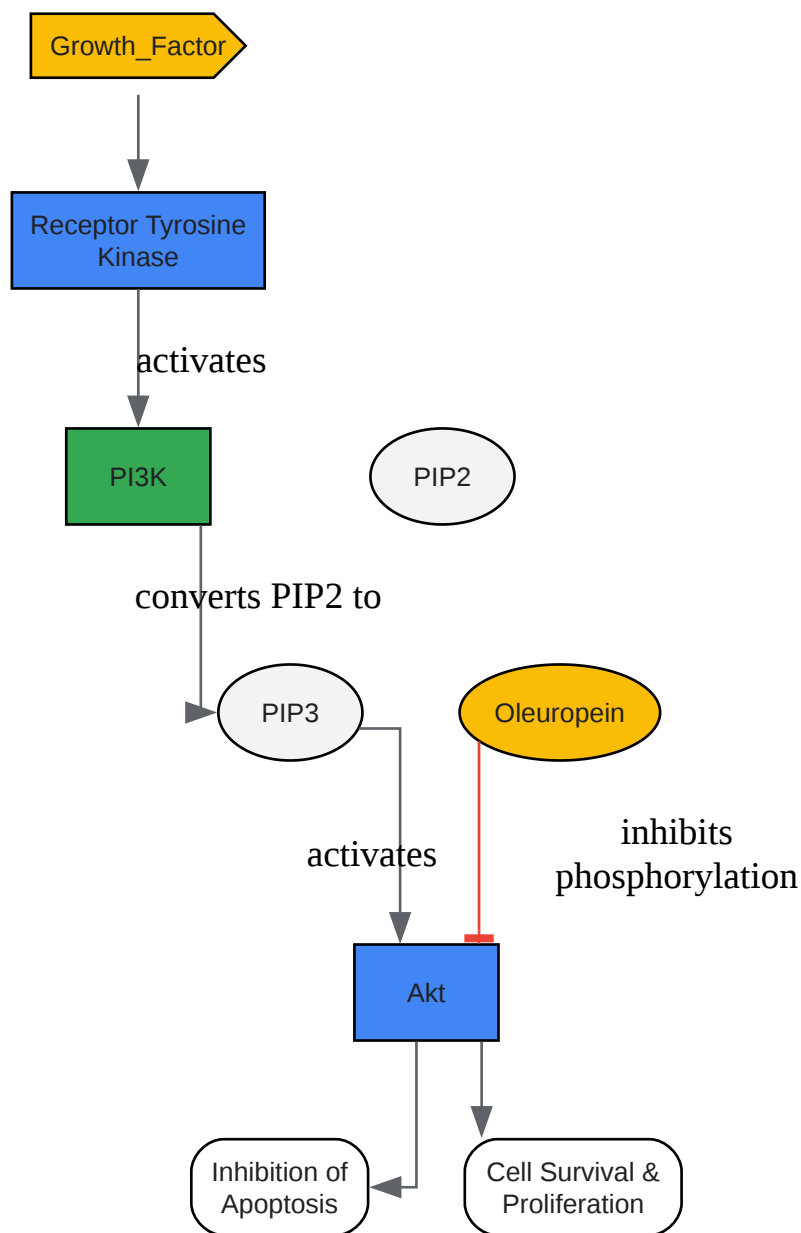 Growth_Factor
Receptor Tyrosine
Kinase
activates
PI3K
PIP2
converts PIP2 to
PIP3
Oleuropein
activates
inhibits
phosphorylation
Akt
Inhibition of
Apoptosis
Cell Survival &
Proliferation